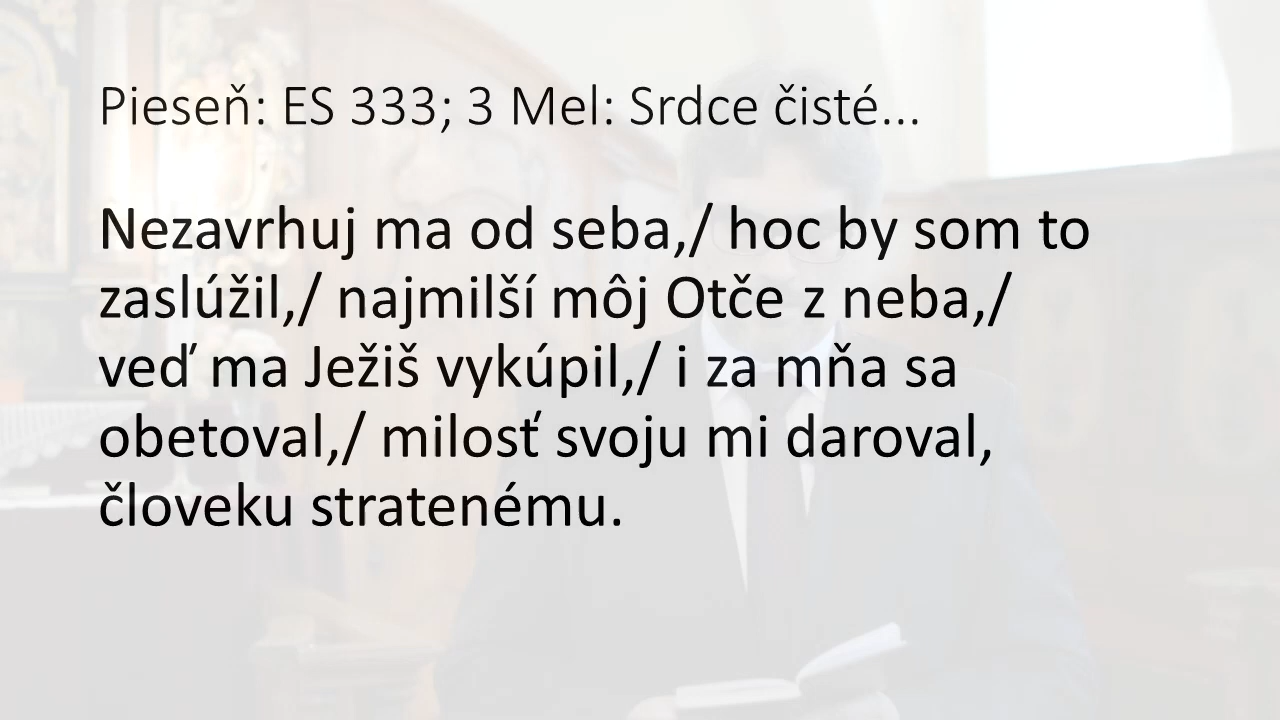 Pieseň: ES 333; 3 Mel: Srdce čisté...
Nezavrhuj ma od seba,/ hoc by som to
zaslúžil,/ najmilší môj Otče z neba,/
veď ma Ježiš vykúpil,/ i za mňa sa
obetoval,/ milosť svoju mi daroval,
človeku stratenému.